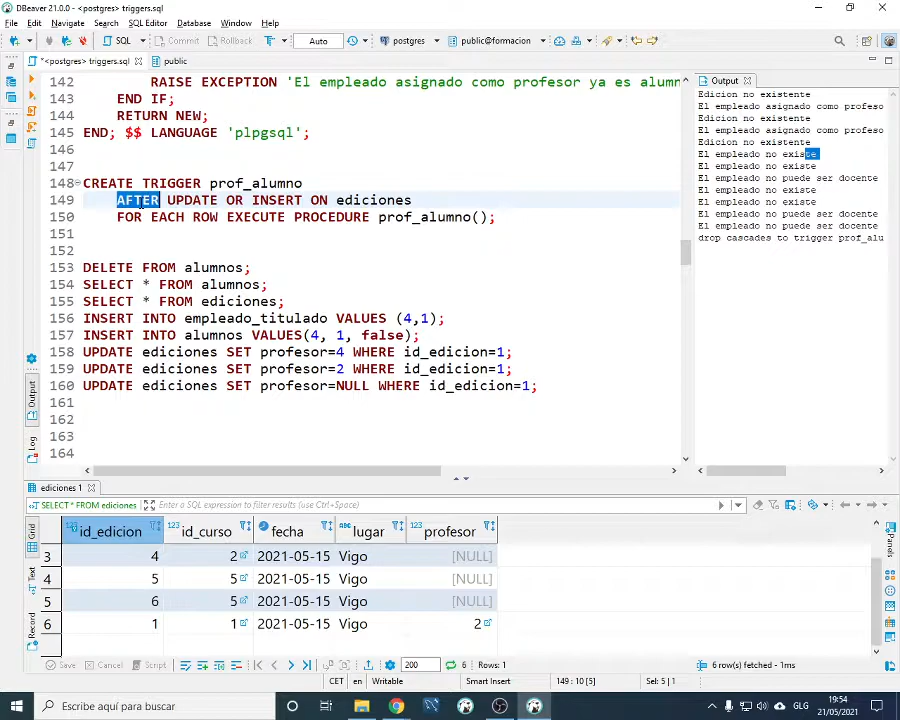 DBeaver 21.0.0 - *<postgres> triggers.sql
File Edit Navigate Search SQL Editor Database Window Help
SQL Commit Rollback Auto postgres public@formacion
*<postgres> triggers.sql public
142 RAISE EXCEPTION 'El empleado asignado como profesor ya es alumn
143 END IF;
144 RETURN NEW;
145 END; $$ LANGUAGE 'plpgsql';
146
147
148 CREATE TRIGGER prof_alumno
149 AFTER UPDATE OR INSERT ON ediciones
150 FOR EACH ROW EXECUTE PROCEDURE prof_alumno();
151
152
153 DELETE FROM alumnos;
154 SELECT * FROM alumnos;
155 SELECT * FROM ediciones;
156 INSERT INTO empleado_titulado VALUES (4,1);
157 INSERT INTO alumnos VALUES(4, 1, false);
158 UPDATE ediciones SET profesor=4 WHERE id_edicion=1;
159 UPDATE ediciones SET profesor=2 WHERE id_edicion=1;
160 UPDATE ediciones SET profesor=NULL WHERE id_edicion=1;
161
162
163
164
Output
Log
Output
Edicion no existente
El empleado asignado como profeso
Edicion no existente
El empleado asignado como profeso
Edicion no existente
El empleado no existe
El empleado no existe
El empleado no puede ser docente
El empleado no existe
El empleado no existe
El empleado no puede ser docente
El empleado no puede ser docente
drop cascades to trigger prof_alu
ediciones 1
SELECT * FROM ediciones Enter a SQL expression to filter results (use Ctrl+Space)
Grid
Text
Record
Panels
id_edicion id_curso fecha lugar profesor
3 4 2 2021-05-15 Vigo [NULL]
4 5 5 2021-05-15 Vigo [NULL]
5 6 5 2021-05-15 Vigo [NULL]
6 1 1 2021-05-15 Vigo 2
Save Cancel Script 200 6 Rows: 1 6 row(s) fetched - 1ms
CET en Writable Smart Insert 149 : 10 [5] Sel: 5 | 1
Escribe aquí para buscar
GLG
19:54
21/05/2021